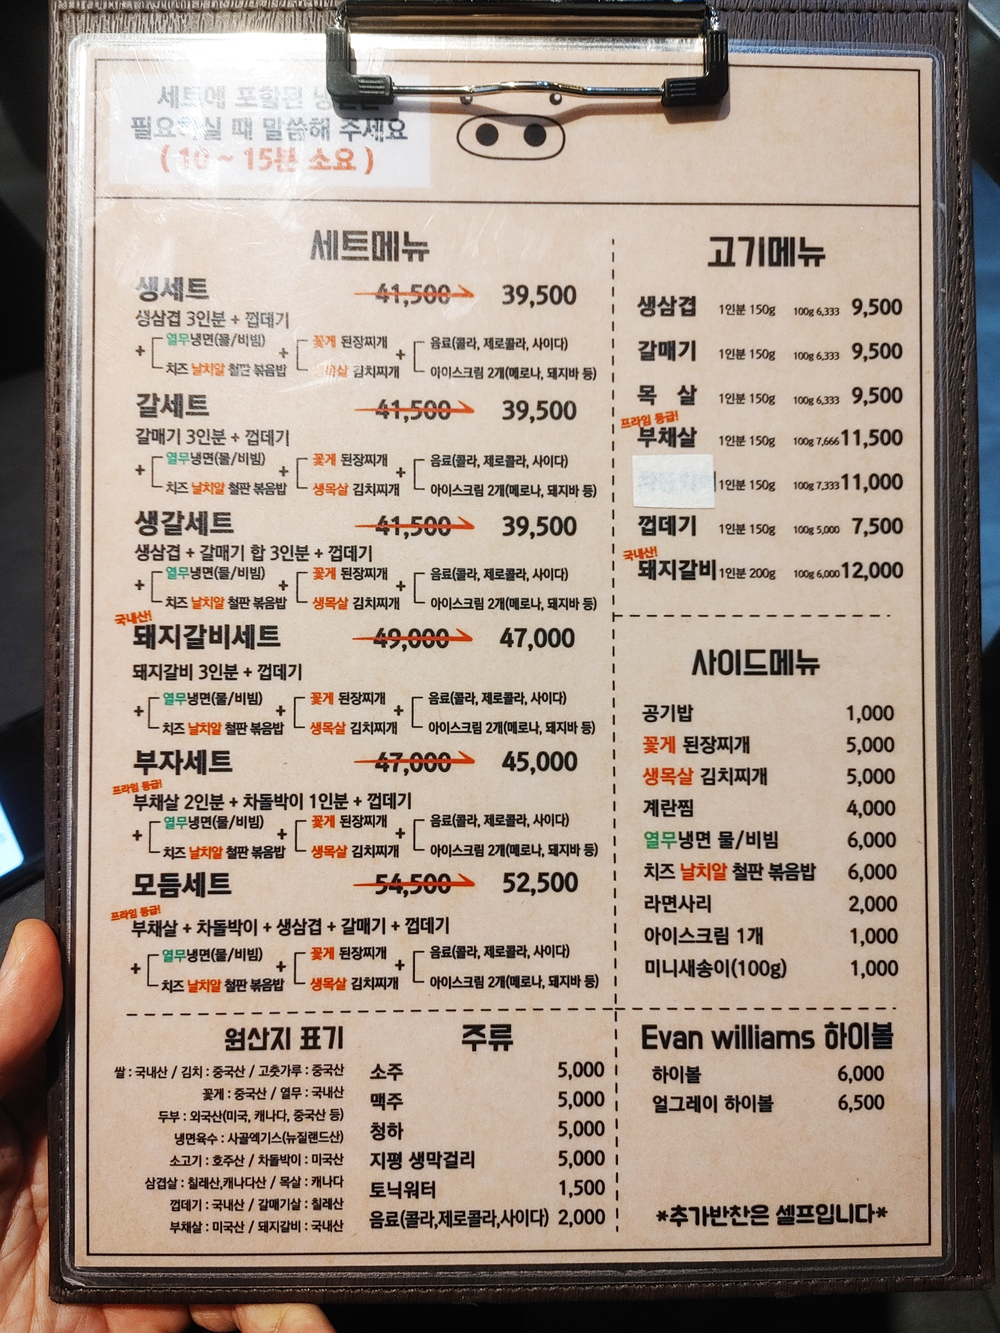 세트에 포함된 냉면은
필요하실 때 말씀해 주세요
( 10 ~ 15분 소요 )
세트메뉴
생세트 41,500 39,500
생삼겹 3인분 + 껍데기
+ 열무냉면(물/비빔) + 꽃게 된장찌개 + 음료(콜라, 제로콜라, 사이다)
치즈 날치알 철판 볶음밥 생목살 김치찌개 아이스크림 2개(메로나, 돼지바 등)
갈세트 41,500 39,500
갈매기 3인분 + 껍데기
+ 열무냉면(물/비빔) + 꽃게 된장찌개 + 음료(콜라, 제로콜라, 사이다)
치즈 날치알 철판 볶음밥 생목살 김치찌개 아이스크림 2개(메로나, 돼지바 등)
생갈세트 41,500 39,500
생삼겹 + 갈매기 합 3인분 + 껍데기
+ 열무냉면(물/비빔) + 꽃게 된장찌개 + 음료(콜라, 제로콜라, 사이다)
치즈 날치알 철판 볶음밥 생목살 김치찌개 아이스크림 2개(메로나, 돼지바 등)
국내산!
돼지갈비세트 49,000 47,000
돼지갈비 3인분 + 껍데기
+ 열무냉면(물/비빔) + 꽃게 된장찌개 + 음료(콜라, 제로콜라, 사이다)
치즈 날치알 철판 볶음밥 생목살 김치찌개 아이스크림 2개(메로나, 돼지바 등)
부자세트 47,000 45,000
프라임 등급!
부채살 2인분 + 차돌박이 1인분 + 껍데기
+ 열무냉면(물/비빔) + 꽃게 된장찌개 + 음료(콜라, 제로콜라, 사이다)
치즈 날치알 철판 볶음밥 생목살 김치찌개 아이스크림 2개(메로나, 돼지바 등)
모듬세트 54,500 52,500
프라임 등급!
부채살 + 차돌박이 + 생삼겹 + 갈매기 + 껍데기
+ 열무냉면(물/비빔) + 꽃게 된장찌개 + 음료(콜라, 제로콜라, 사이다)
치즈 날치알 철판 볶음밥 생목살 김치찌개 아이스크림 2개(메로나, 돼지바 등)
고기메뉴
생삼겹 1인분 150g 100g 6,333 9,500
갈매기 1인분 150g 100g 6,333 9,500
목 살 1인분 150g 100g 6,333 9,500
프라임 등급!
부채살 1인분 150g 100g 7,666 11,500
1인분 150g 100g 7,333 11,000
껍데기 1인분 150g 100g 5,000 7,500
국내산!
돼지갈비 1인분 200g 100g 6,000 12,000
사이드메뉴
공기밥 1,000
꽃게 된장찌개 5,000
생목살 김치찌개 5,000
계란찜 4,000
열무냉면 물/비빔 6,000
치즈 날치알 철판 볶음밥 6,000
라면사리 2,000
아이스크림 1개 1,000
미니새송이(100g) 1,000
원산지 표기
쌀 : 국내산 / 김치 : 중국산 / 고춧가루 : 중국산
꽃게 : 중국산 / 열무 : 국내산
두부 : 외국산(미국, 캐나다, 중국산 등)
냉면육수 : 사골엑기스(뉴질랜드산)
소고기 : 호주산 / 차돌박이 : 미국산
삼겹살 : 칠레산,캐나다산 / 목살 : 캐나다
껍데기 : 국내산 / 갈매기살 : 칠레산
부채살 : 미국산 / 돼지갈비 : 국내산
주류
소주 5,000
맥주 5,000
청하 5,000
지평 생막걸리 5,000
토닉워터 1,500
음료(콜라,제로콜라,사이다) 2,000
Evan williams 하이볼
하이볼 6,000
얼그레이 하이볼 6,500
*추가반찬은 셀프입니다*